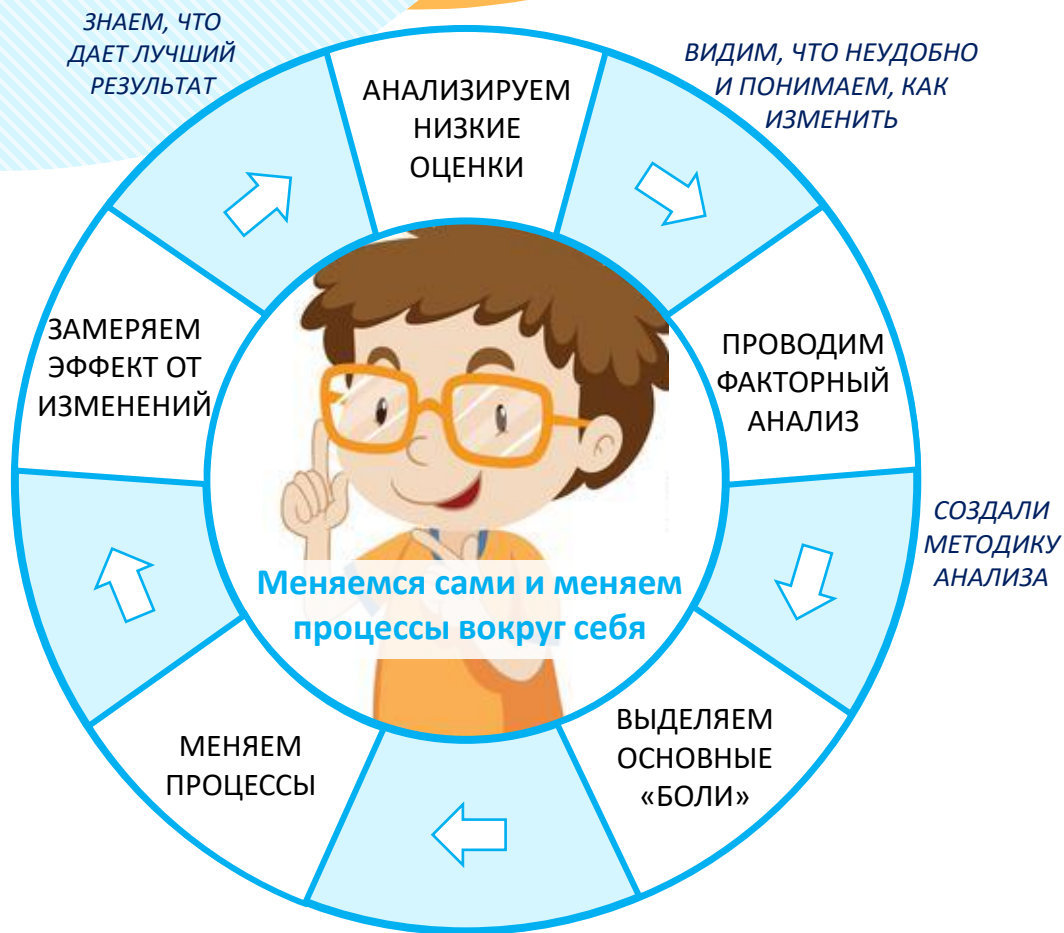 ЗНАЕМ, ЧТО
ДАЕТ ЛУЧШИЙ
РЕЗУЛЬТАТ
АНАЛИЗИРУЕМ
НИЗКИЕ
ОЦЕНКИ
ВИДИМ, ЧТО НЕУДОБНО
И ПОНИМАЕМ, КАК
ИЗМЕНИТЬ
ПРОВОДИМ
ФАКТОРНЫЙ
АНАЛИЗ
СОЗДАЛИ
МЕТОДИКУ
АНАЛИЗА
ВЫДЕЛЯЕМ
ОСНОВНЫЕ
«БОЛИ»
МЕНЯЕМ
ПРОЦЕССЫ
ЗАМЕРЯЕМ
ЭФФЕКТ ОТ
ИЗМЕНЕНИЙ
Меняемся сами и меняем
процессы вокруг себя